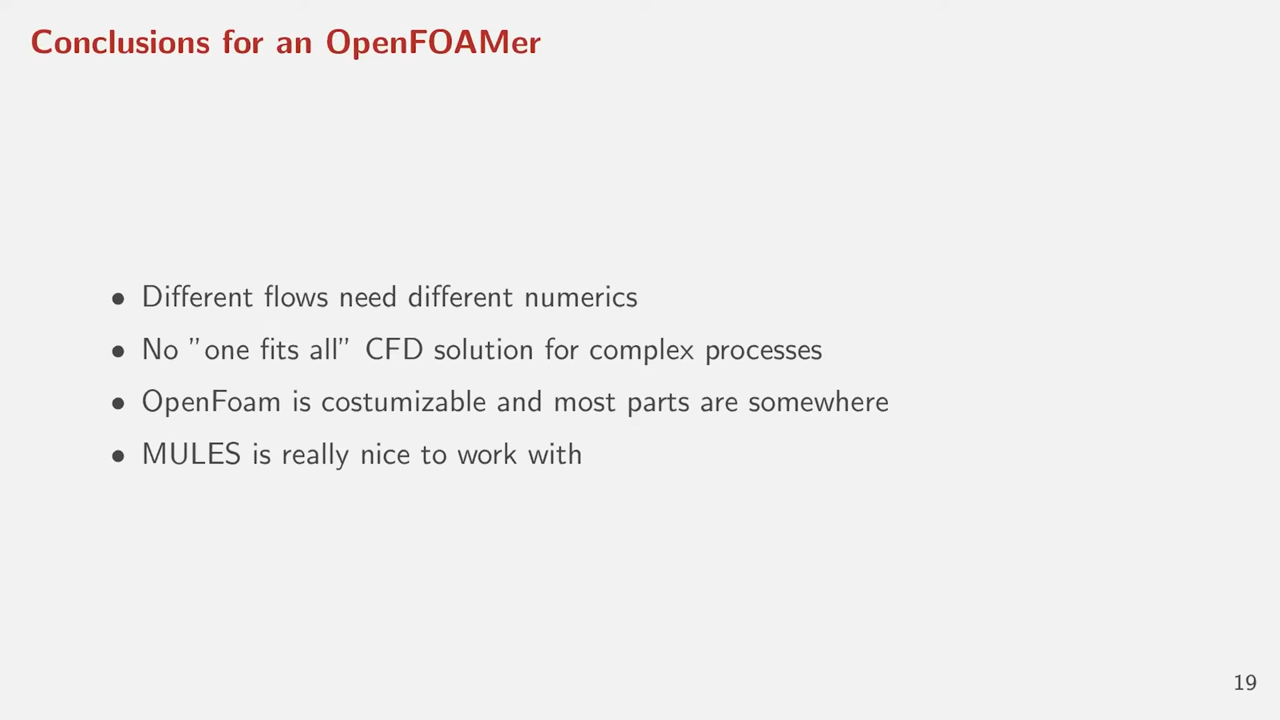 Conclusions for an OpenFOAMer
• Different flows need different numerics
• No ”one fits all” CFD solution for complex processes
• OpenFoam is costumizable and most parts are somewhere
• MULES is really nice to work with
19